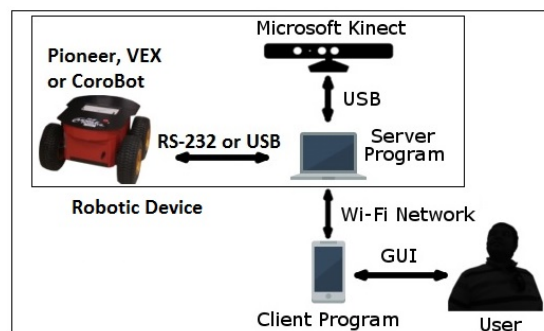 Microsoft Kinect
Pioneer, VEX
or CoroBot
USB
RS-232 or USB
Server
Program
Robotic Device
Wi-Fi Network
GUI
Client Program
User